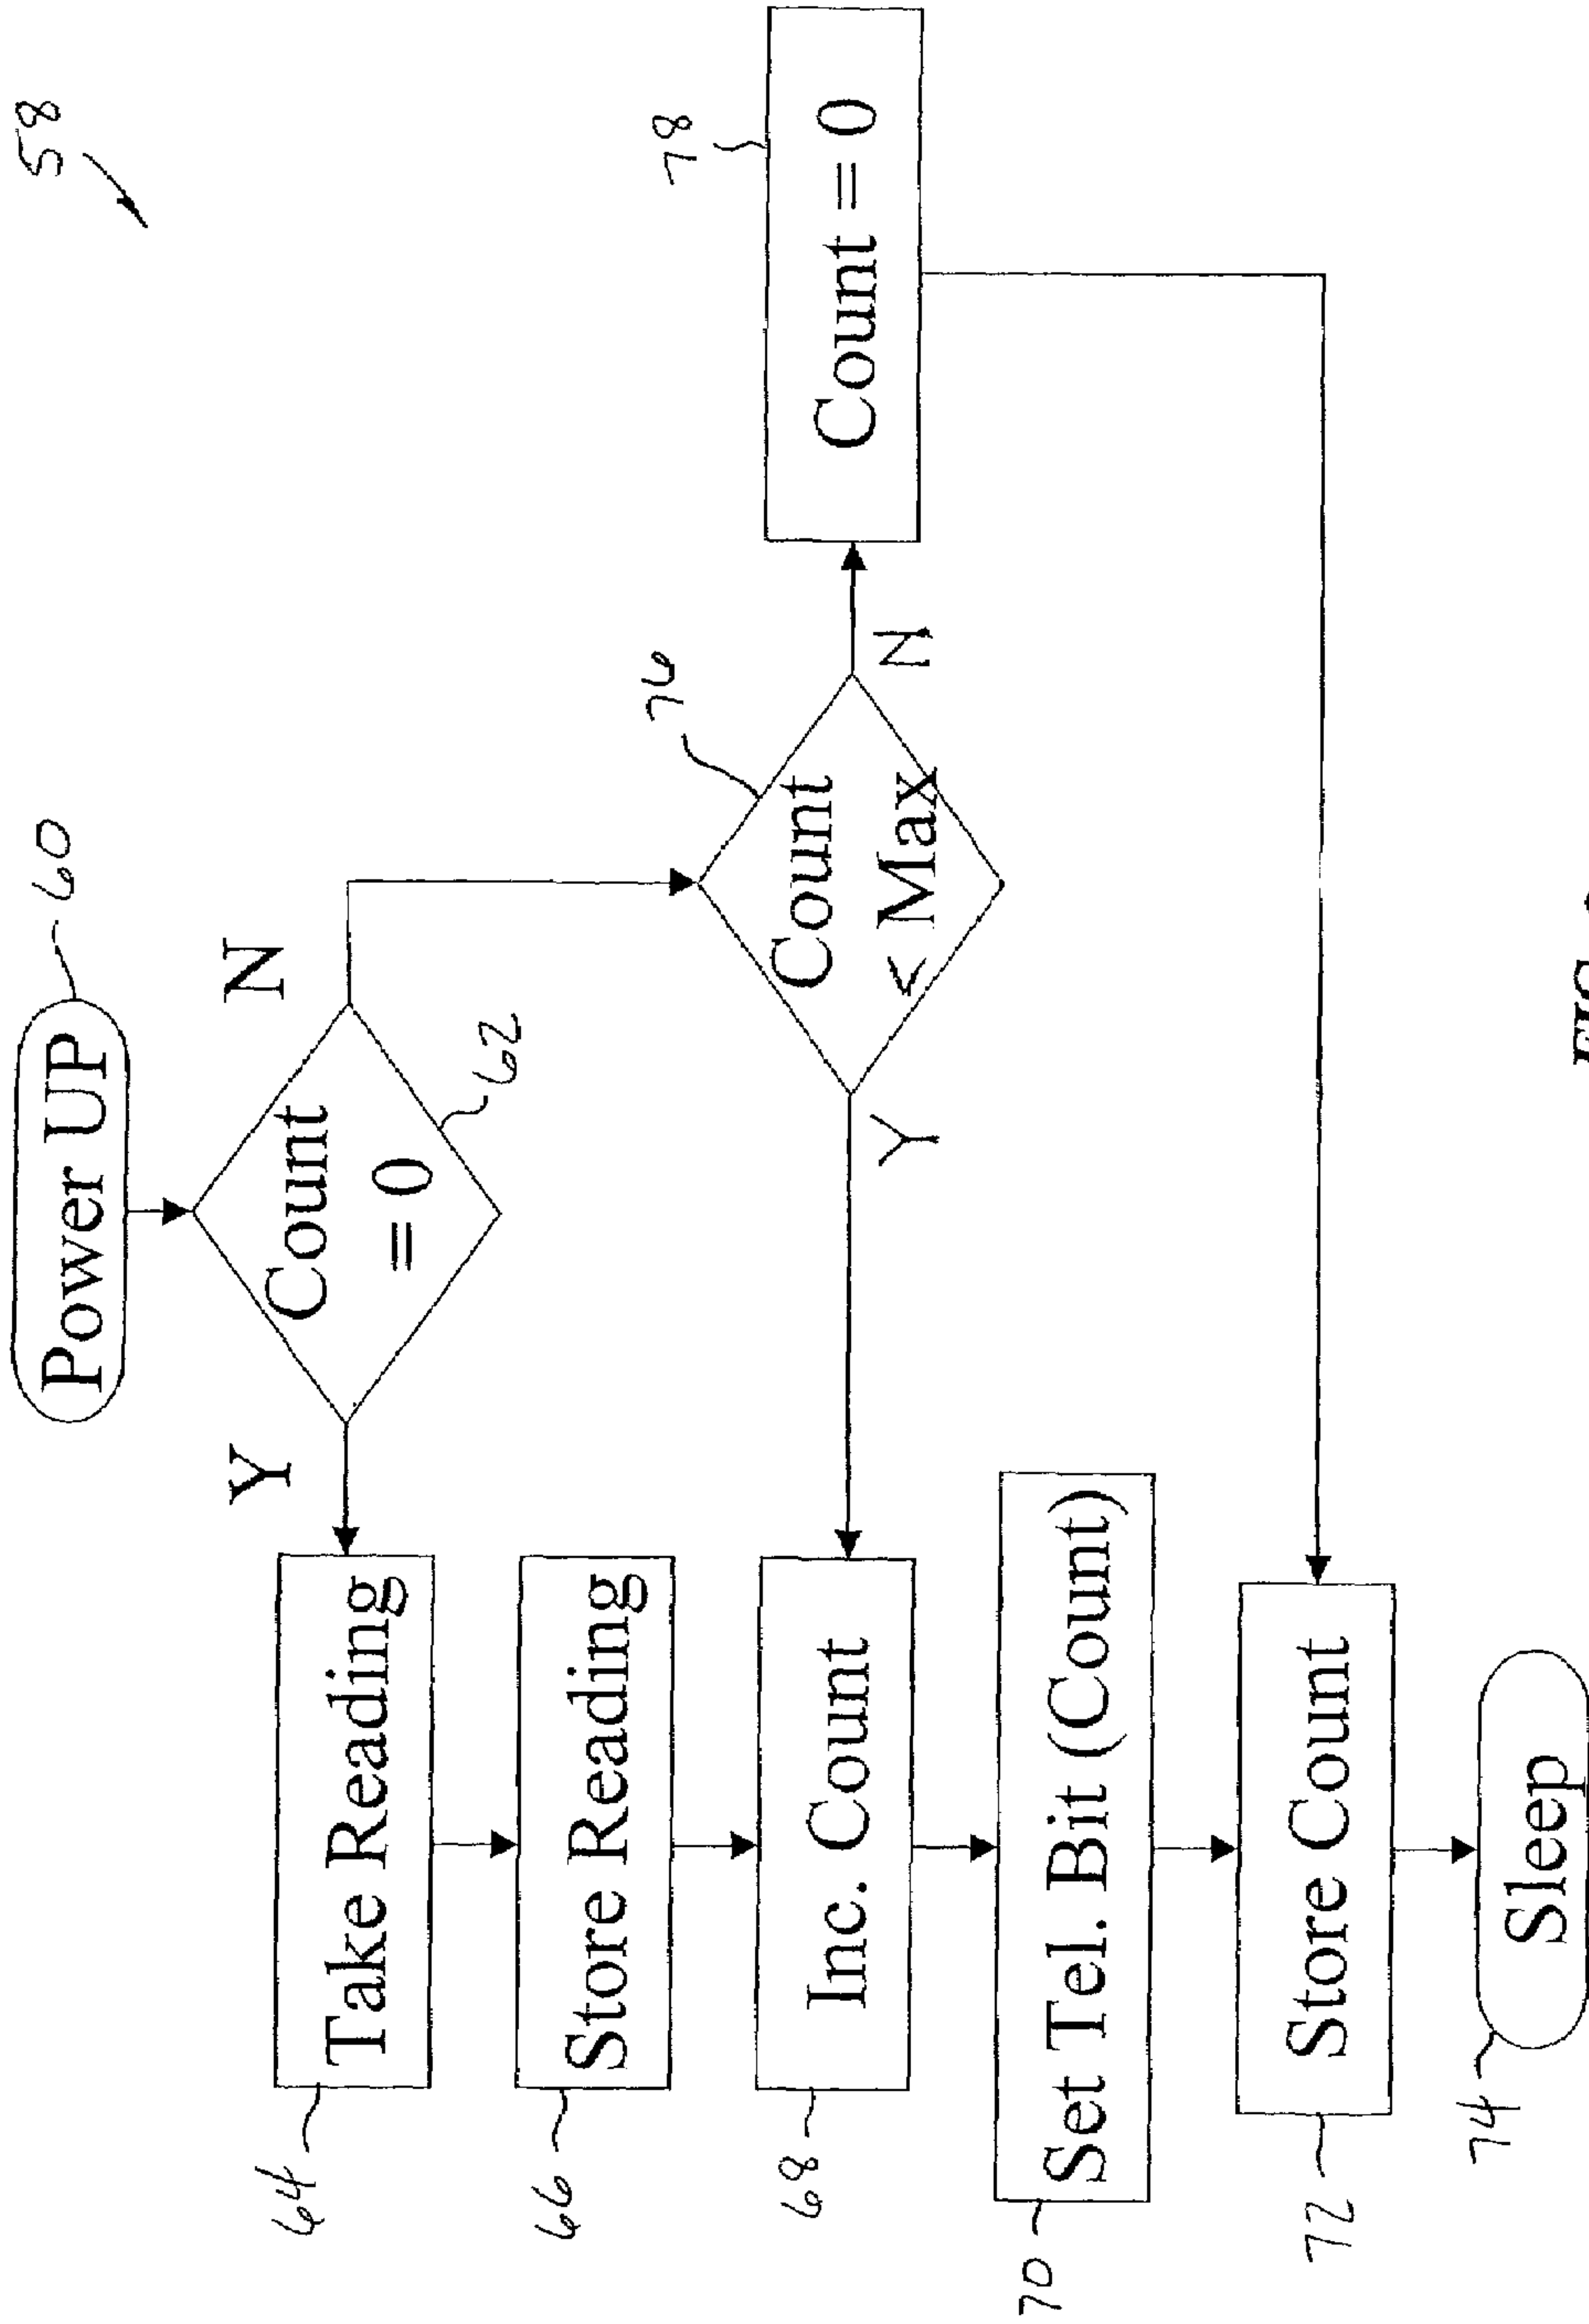 58
Power UP
60
Count
= 0
62
Y
N
64
Take Reading
66
Store Reading
Count
< Max
76
Y
N
78
Count = 0
68
Inc. Count
70
Set Tel. Bit (Count)
72
Store Count
74
Sleep